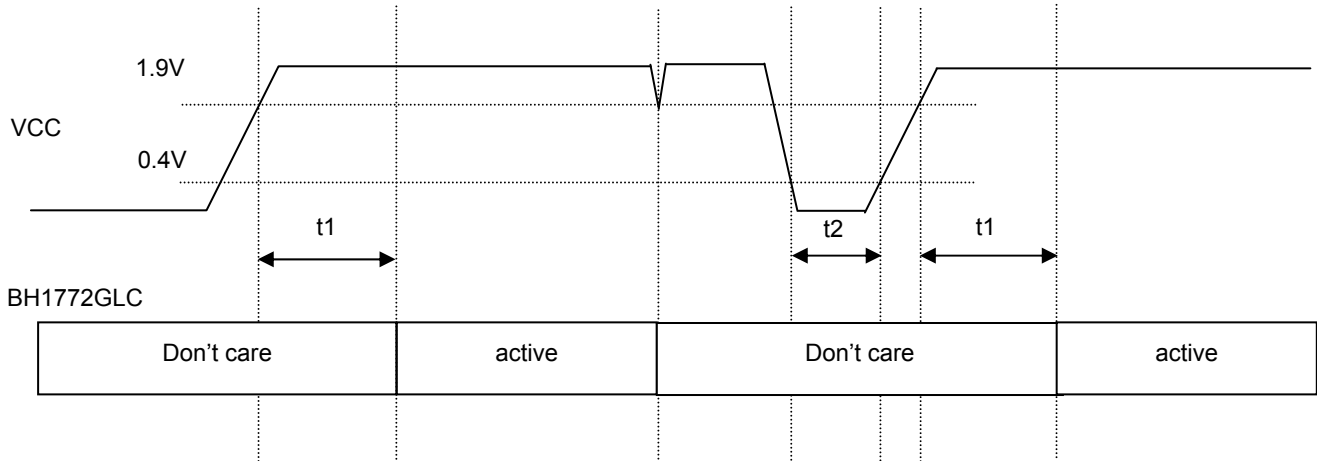 1.9V
VCC
0.4V
t1
t2
t1
BH1772GLC
Don't care
active
Don't care
active